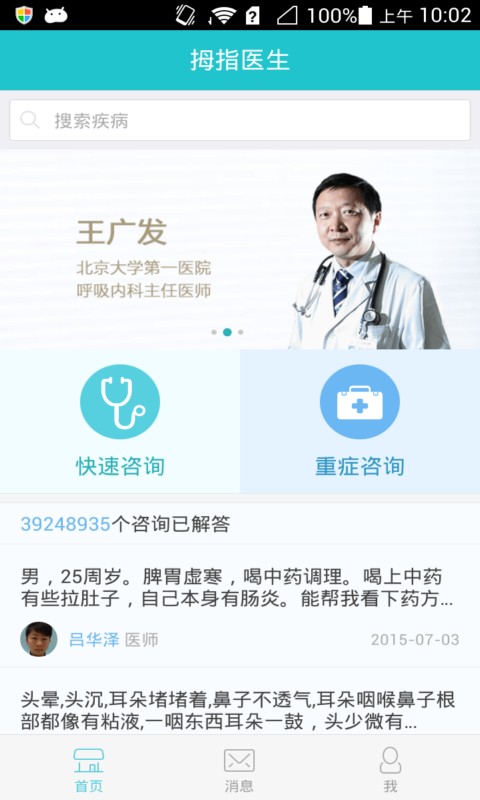 100% 上午 10:02
拇指医生
搜索疾病
王广发
北京大学第一医院
呼吸内科主任医师
快速咨询
重症咨询
39248935个咨询已解答
男，25周岁。脾胃虚寒，喝中药调理。喝上中药
有些拉肚子，自己本身有肠炎。能帮我看下药方...
吕华泽 医师
2015-07-03
头晕,头沉,耳朵堵堵着,鼻子不透气,耳朵咽喉鼻子根
部都像有粘液,一咽东西耳朵一鼓，头少微有...
首页
消息
我